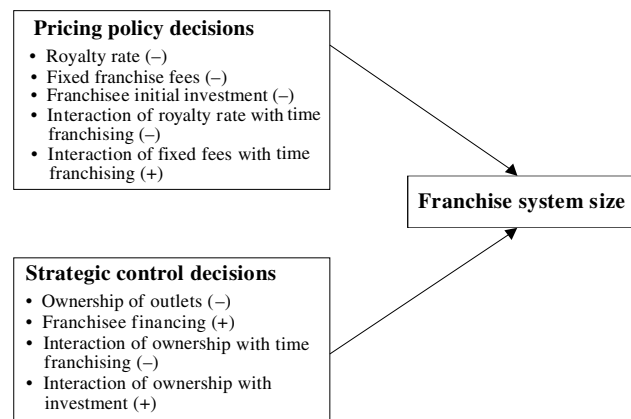 Pricing policy decisions
• Royalty rate (–)
• Fixed franchise fees (–)
• Franchisee initial investment (–)
• Interaction of royalty rate with time
franchising (–)
• Interaction of fixed fees with time
franchising (+)
Franchise system size
Strategic control decisions
• Ownership of outlets (–)
• Franchisee financing (+)
• Interaction of ownership with time
franchising (–)
• Interaction of ownership with
investment (+)